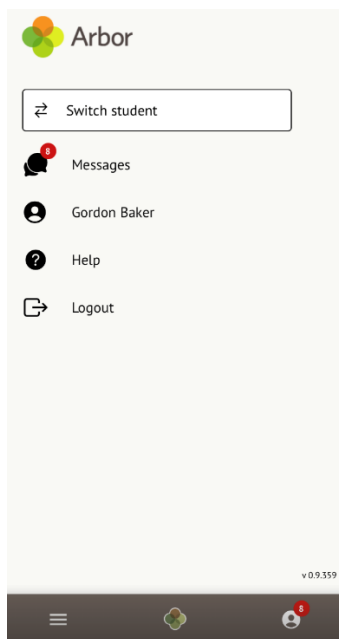 Arbor
Switch student
8
Messages
Gordon Baker
?
Help
Logout
v 0.9.359
8